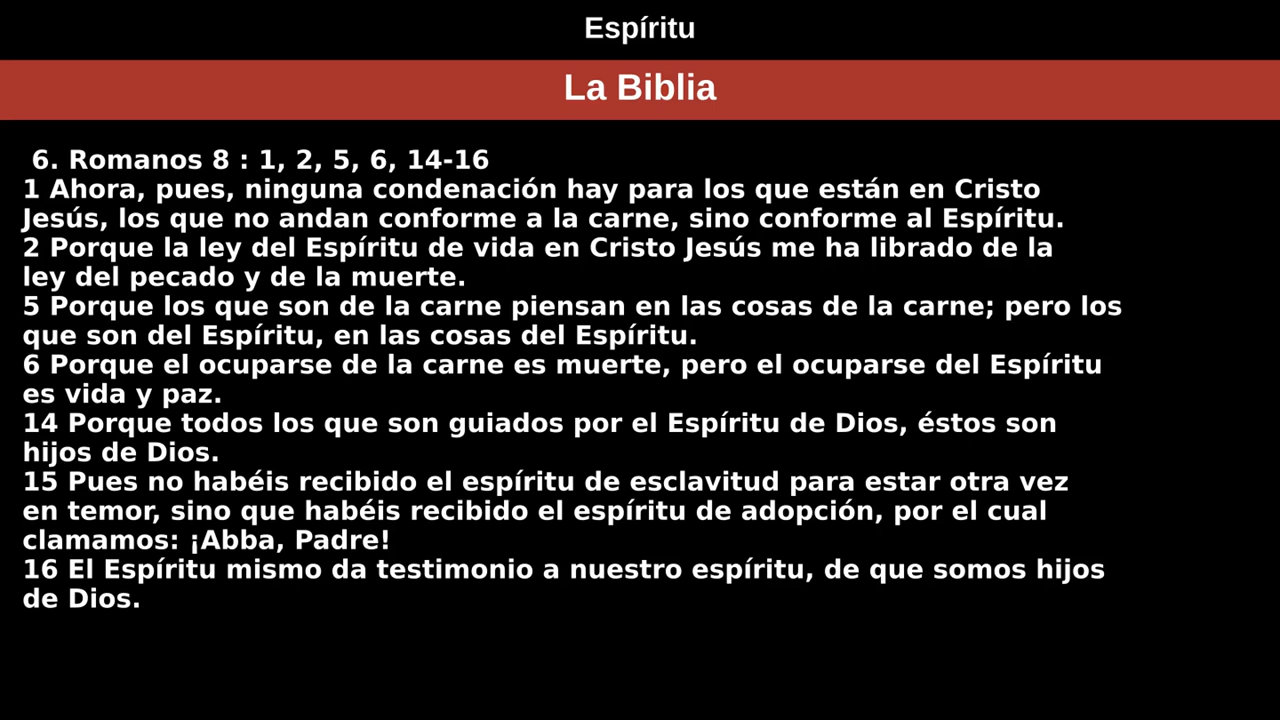 Espíritu
La Biblia
6. Romanos 8 : 1, 2, 5, 6, 14-16
1 Ahora, pues, ninguna condenación hay para los que están en Cristo
Jesús, los que no andan conforme a la carne, sino conforme al Espíritu.
2 Porque la ley del Espíritu de vida en Cristo Jesús me ha librado de la
ley del pecado y de la muerte.
5 Porque los que son de la carne piensan en las cosas de la carne; pero los
que son del Espíritu, en las cosas del Espíritu.
6 Porque el ocuparse de la carne es muerte, pero el ocuparse del Espíritu
es vida y paz.
14 Porque todos los que son guiados por el Espíritu de Dios, éstos son
hijos de Dios.
15 Pues no habéis recibido el espíritu de esclavitud para estar otra vez
en temor, sino que habéis recibido el espíritu de adopción, por el cual
clamamos: ¡Abba, Padre!
16 El Espíritu mismo da testimonio a nuestro espíritu, de que somos hijos
de Dios.